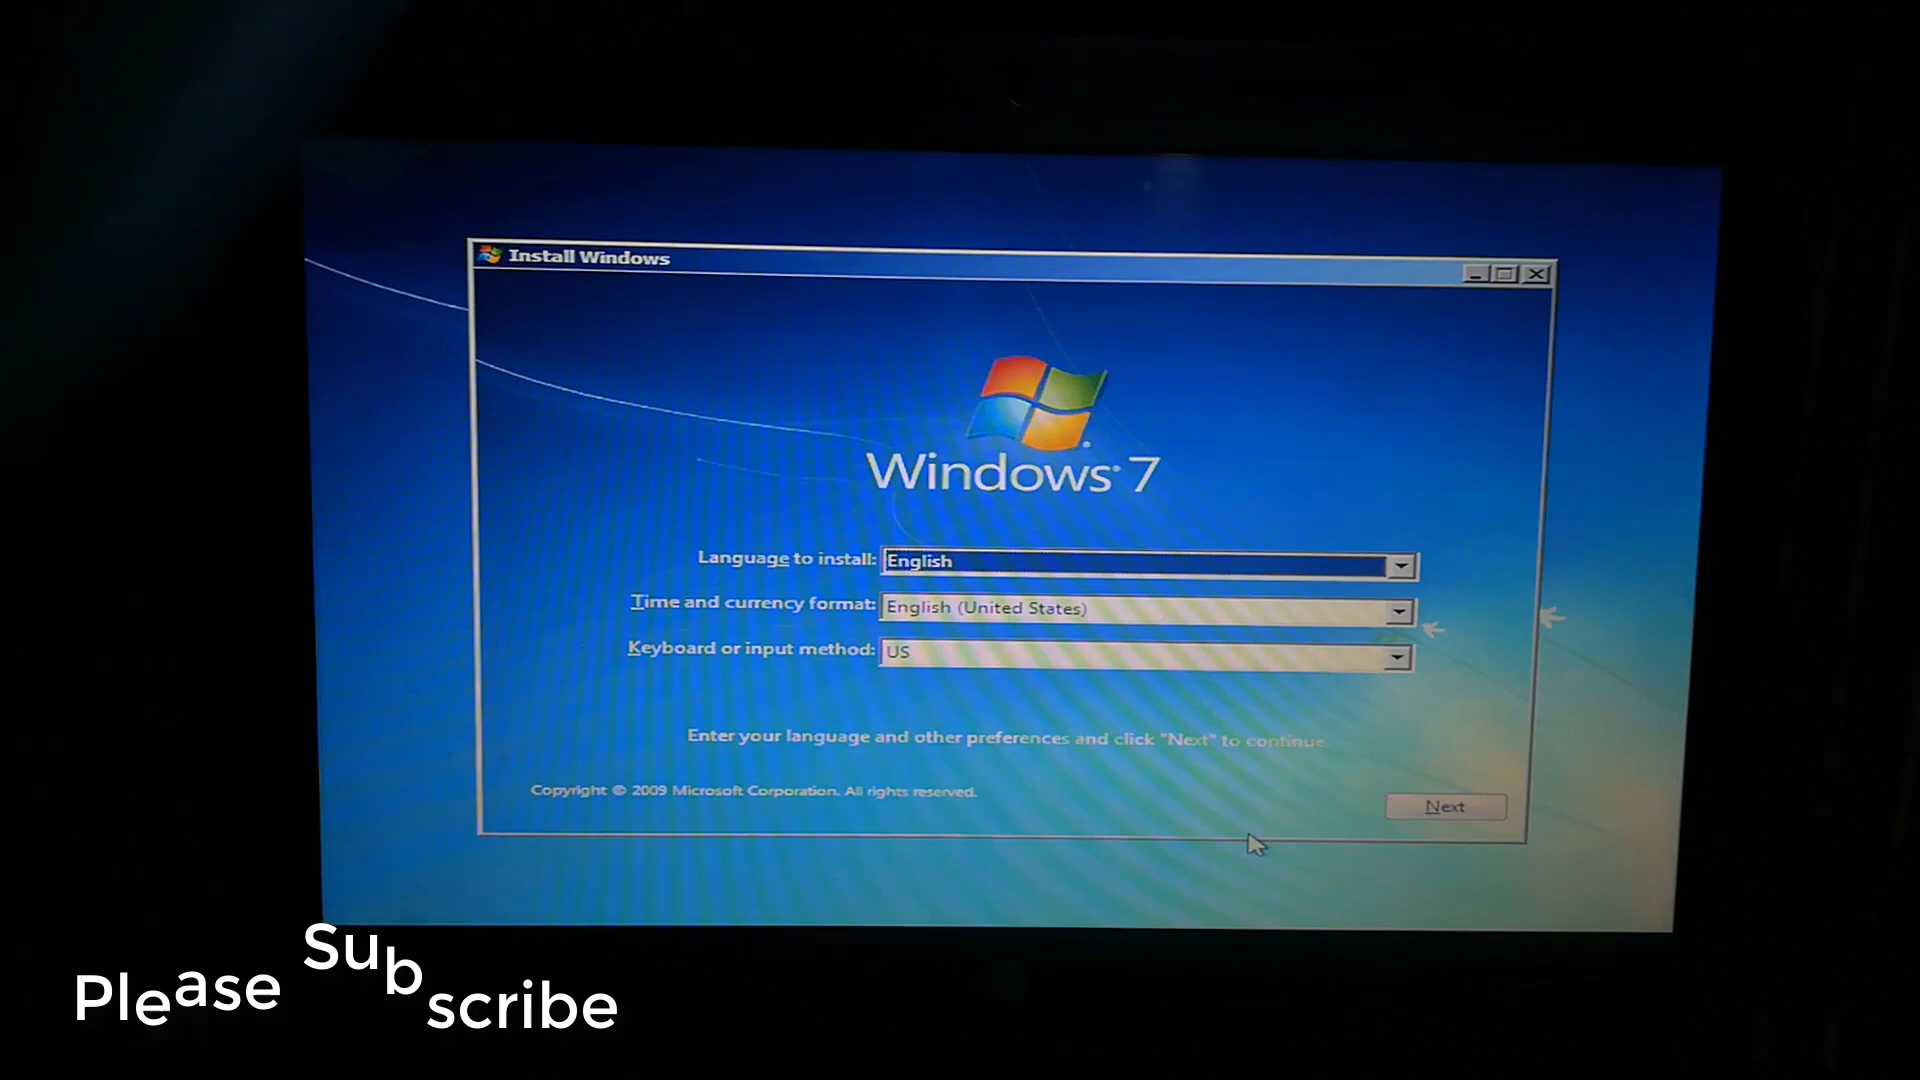 Install Windows
Windows® 7
Language to install: English
Time and currency format: English (United States)
Keyboard or input method: US
Enter your language and other preferences and click "Next" to continue.
Copyright © 2009 Microsoft Corporation. All rights reserved.
Next
Please Subscribe